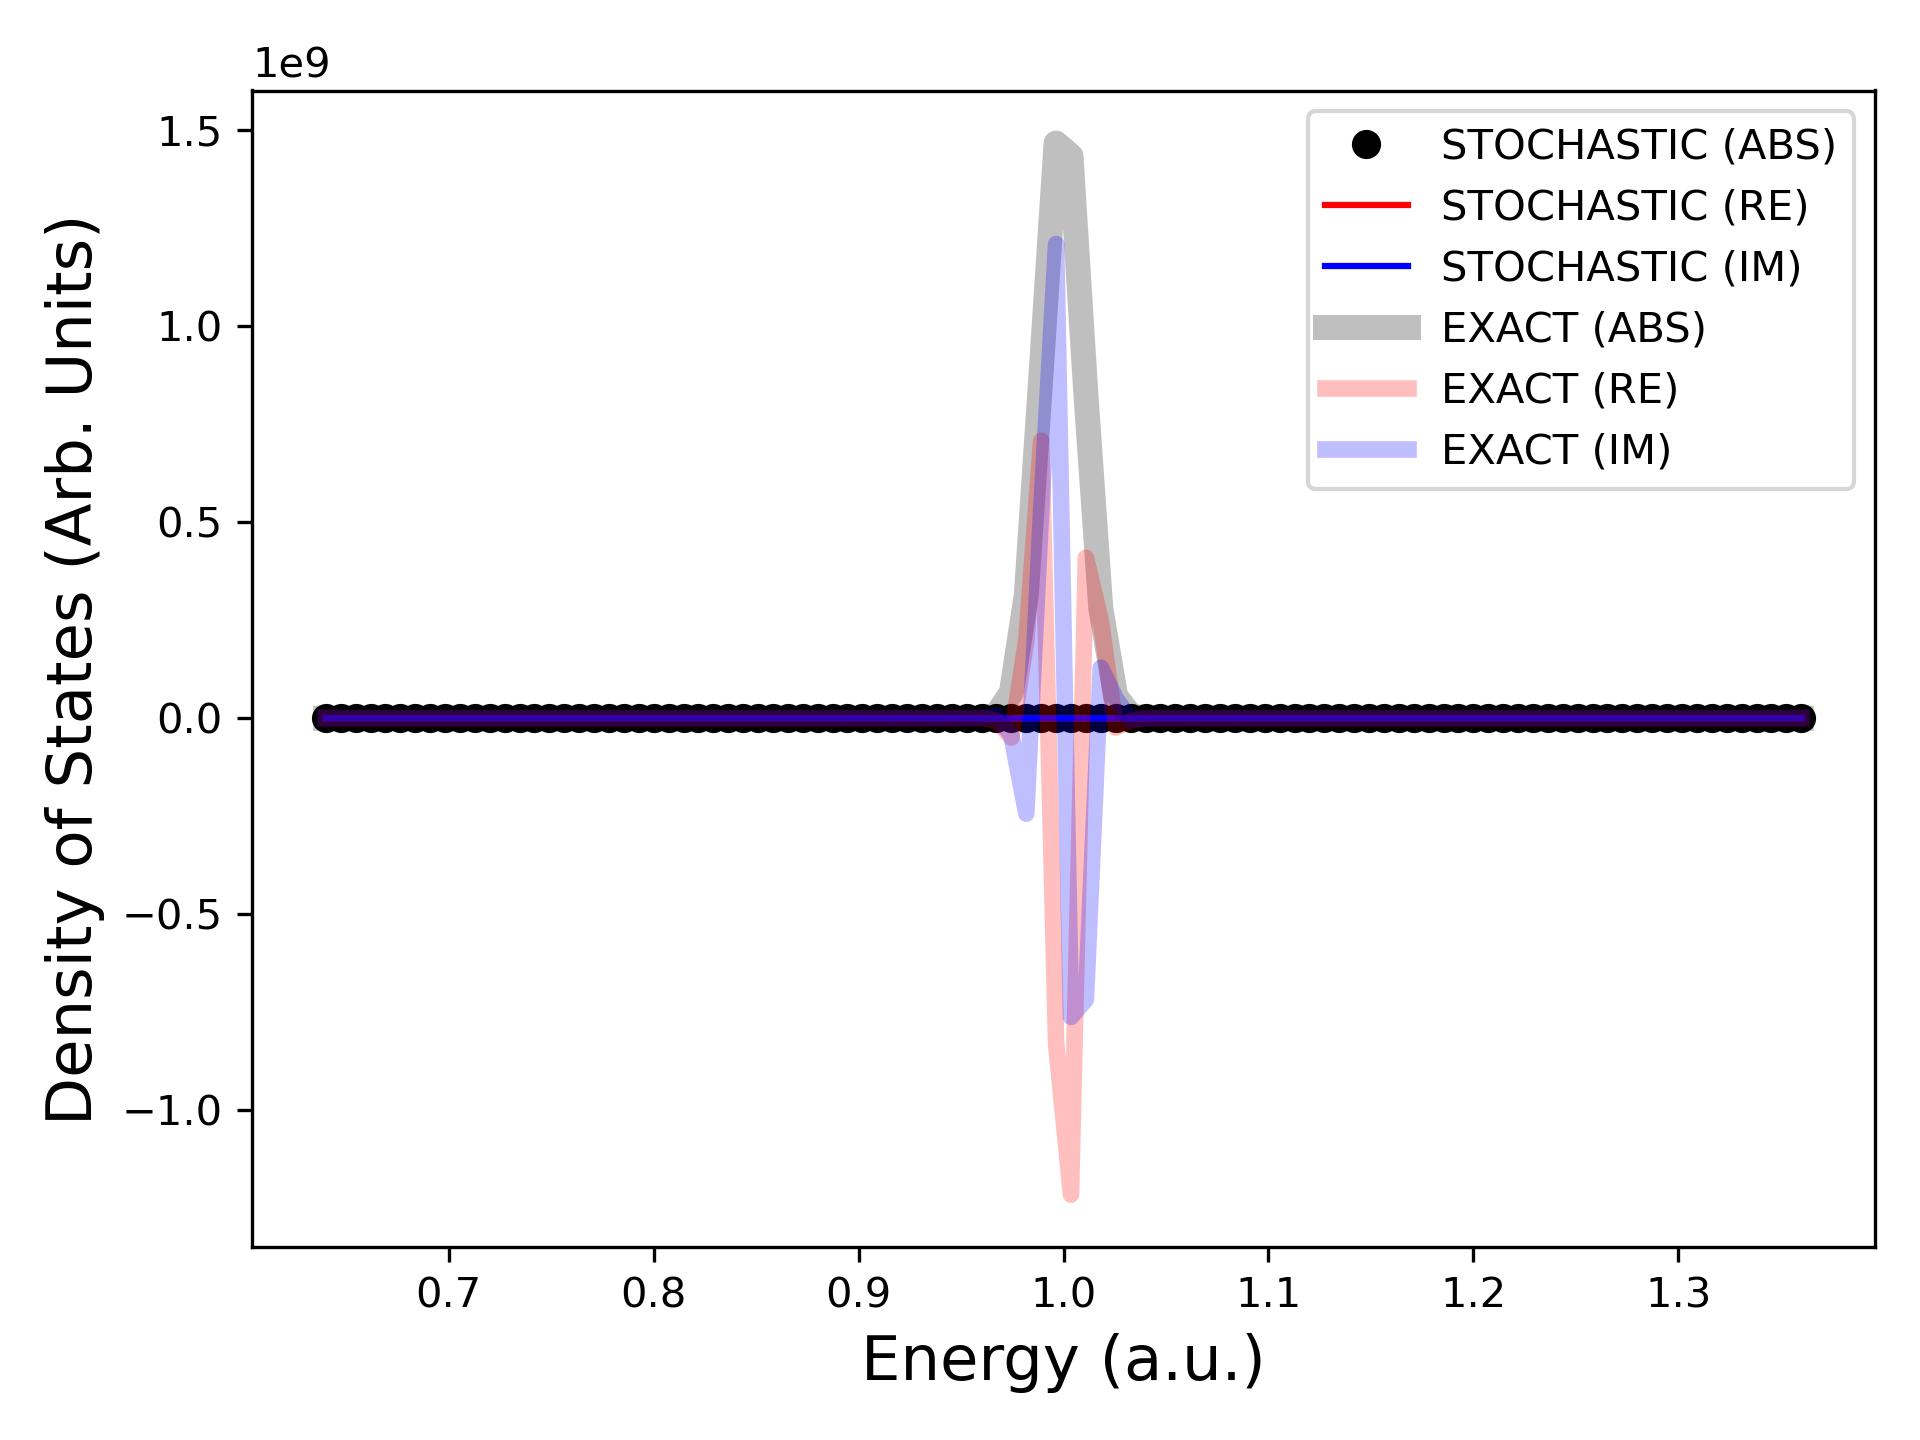 1e9
1.5
1.0
0.5
0.0
−0.5
−1.0
Density of States (Arb. Units)
STOCHASTIC (ABS)
STOCHASTIC (RE)
STOCHASTIC (IM)
EXACT (ABS)
EXACT (RE)
EXACT (IM)
0.7 0.8 0.9 1.0 1.1 1.2 1.3
Energy (a.u.)